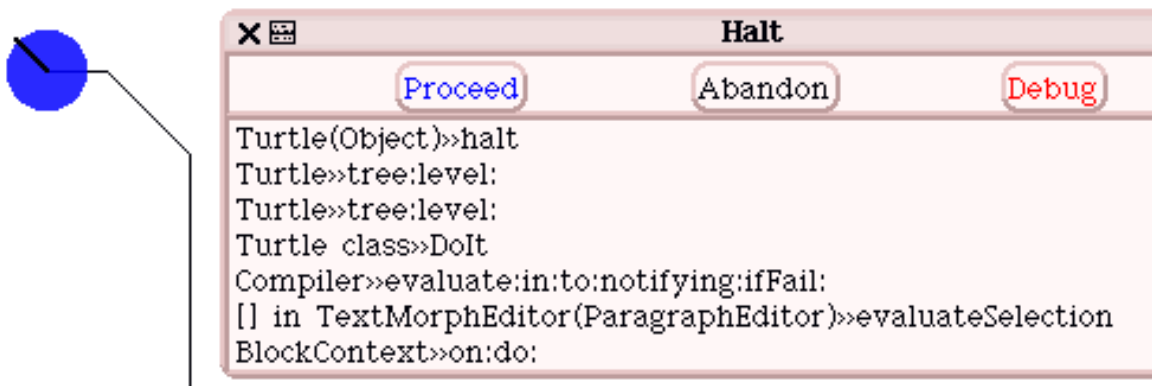 Halt
Proceed Abandon Debug
Turtle(Object)»halt
Turtle»tree:level:
Turtle»tree:level:
Turtle class»DoIt
Compiler»evaluate:in:to:notifying:ifFail:
[] in TextMorphEditor(ParagraphEditor)»evaluateSelection
BlockContext»on:do: